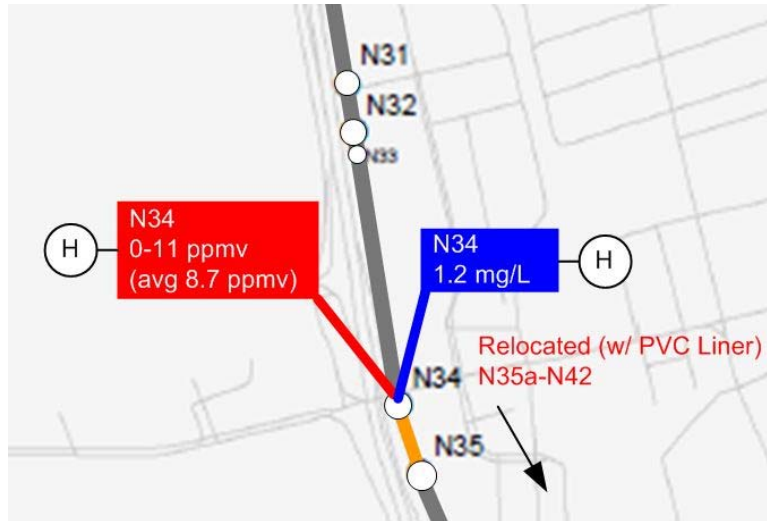 N31
N32
N33
N34
0-11 ppmv
(avg 8.7 ppmv)
H
N34
1.2 mg/L
H
Relocated (w/ PVC Liner)
N35a-N42
N34
N35